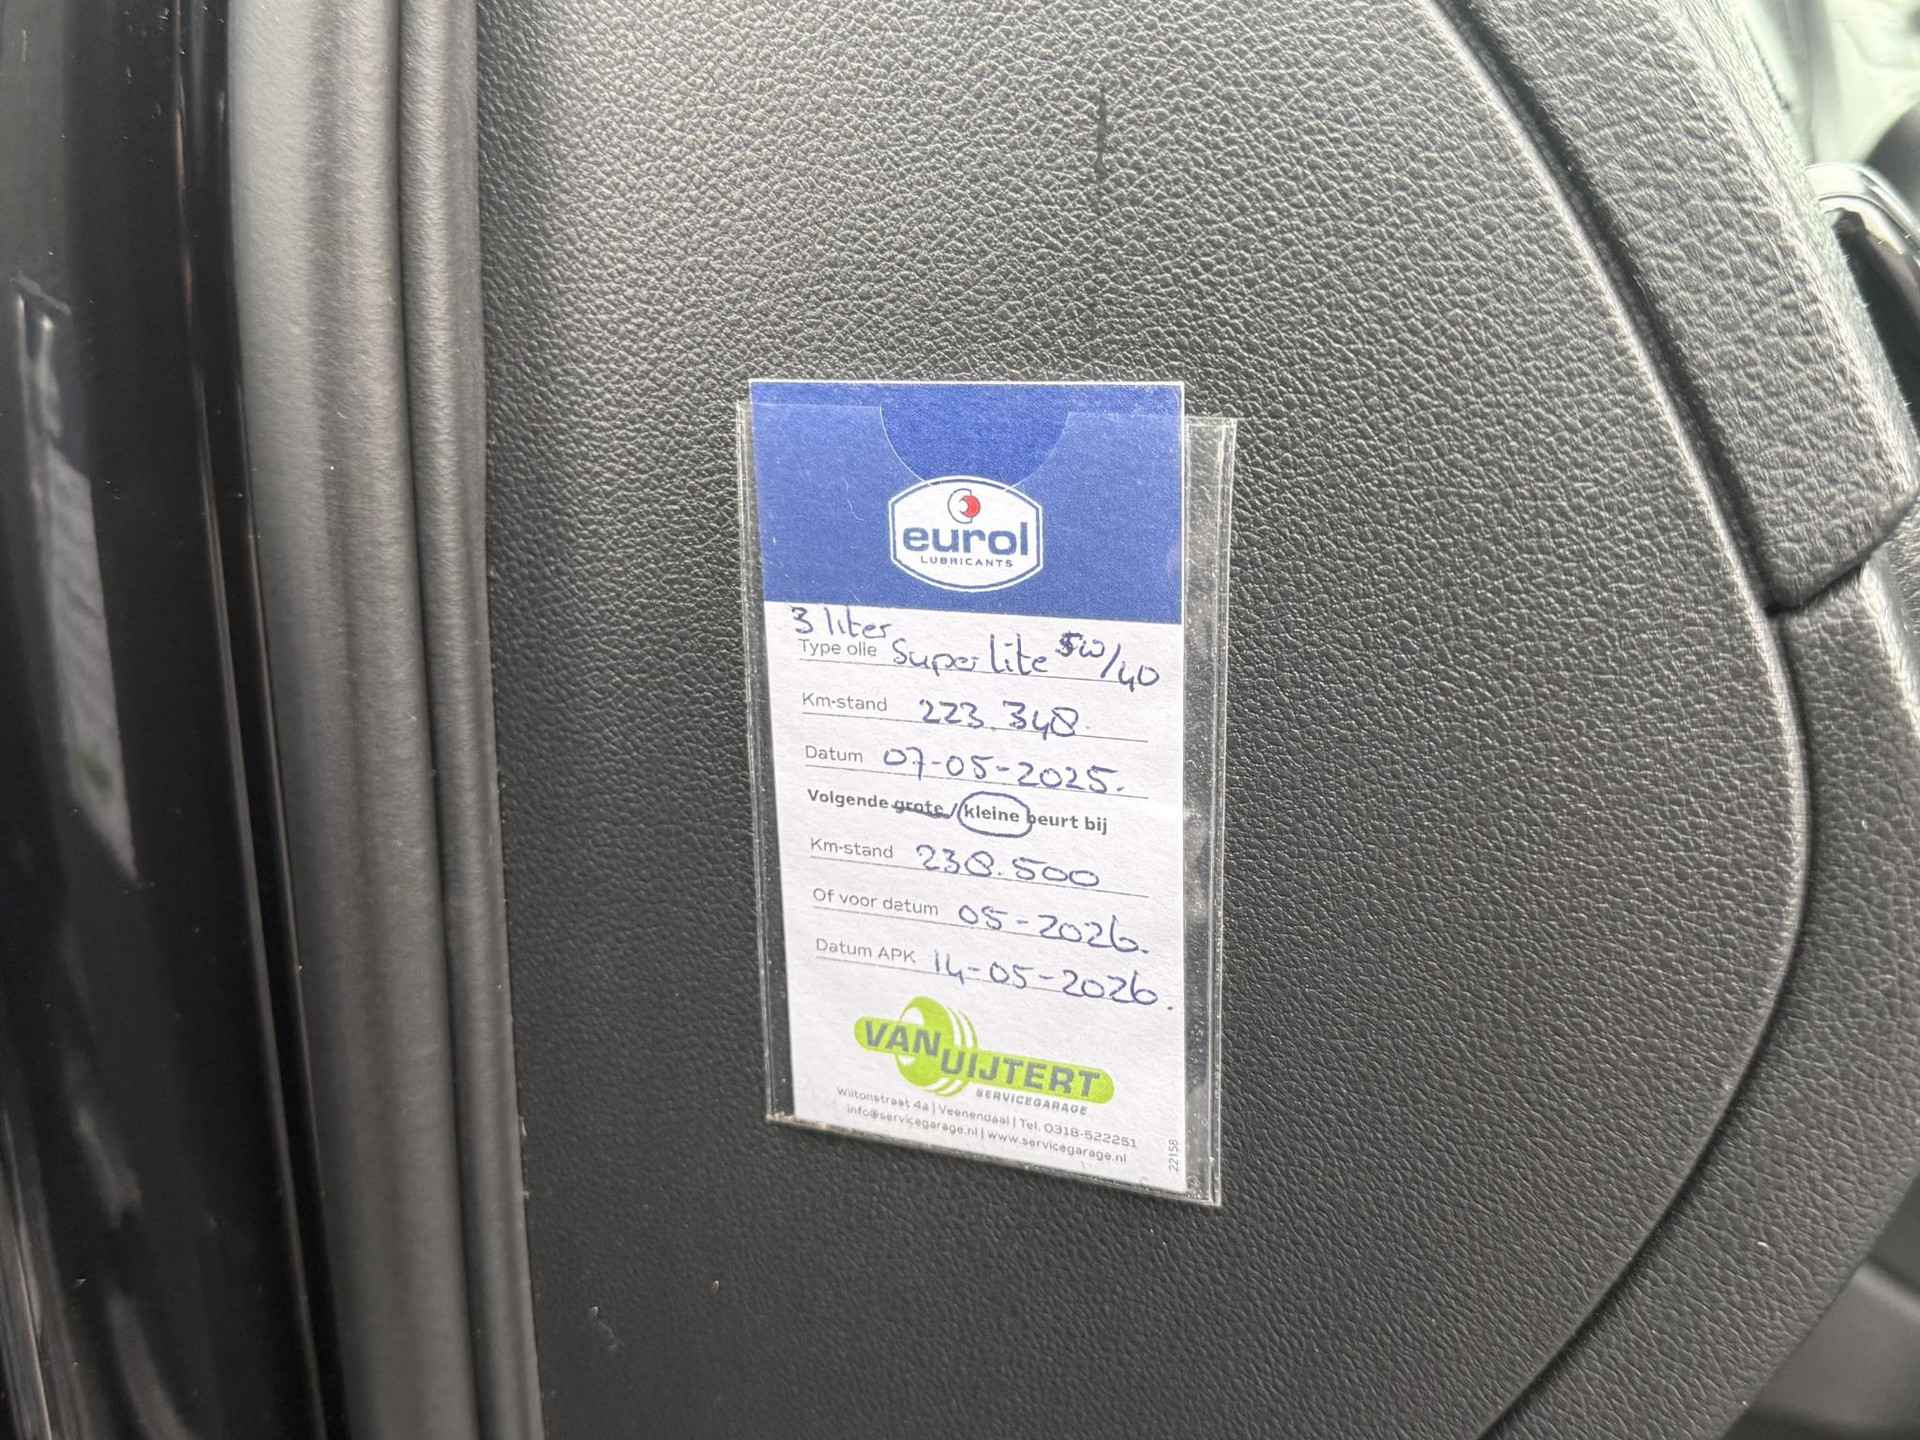 eurol
LUBRICANTS
3 liter
Type olie Super Lite 5W/40
Km-stand 223.348.
Datum 07-05-2025.
Volgende grote/ kleine beurt bij
Km-stand 238.500
Of voor datum 05-2026.
Datum APK 14-05-2026.
VAN UIJTERT
SERVICEGARAGE
Wiltonstraat 4a | Veenendaal | Tel. 0318-522251
info@servicegarage.nl | www.servicegarage.nl
22158